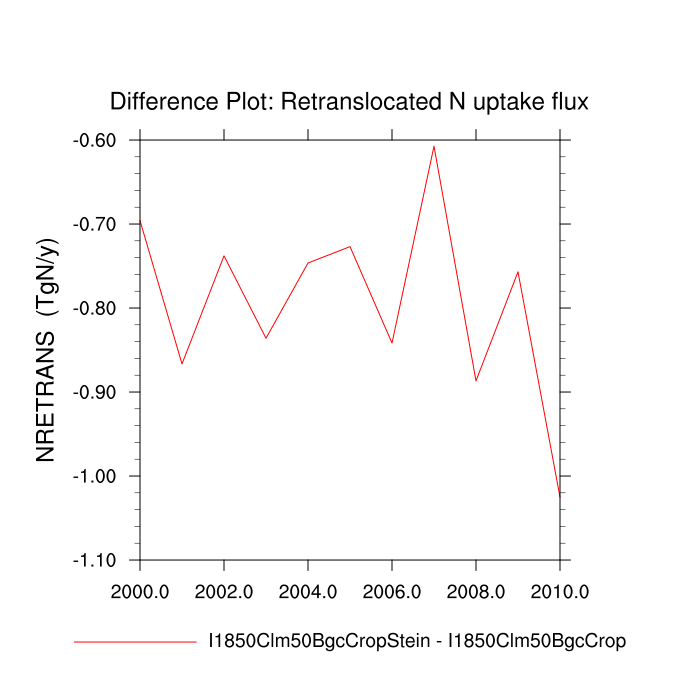 Difference Plot: Retranslocated N uptake flux
-0.60
-0.70
-0.80
-0.90
-1.00
-1.10
NRETRANS (TgN/y)
2000.0 2002.0 2004.0 2006.0 2008.0 2010.0
I1850Clm50BgcCropStein - I1850Clm50BgcCrop